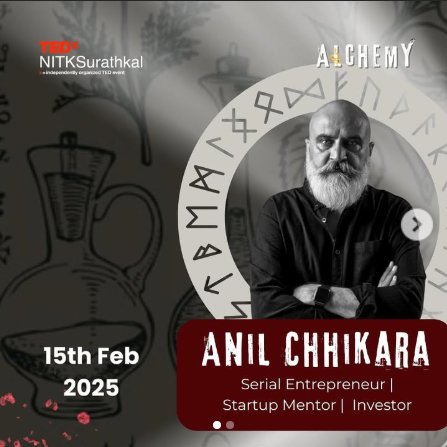 TEDx
NITKSurathkal
x = independently organized TED event
ALCHEMY
ANIL CHHIKARA
Serial Entrepreneur |
Startup Mentor | Investor
15th Feb
2025